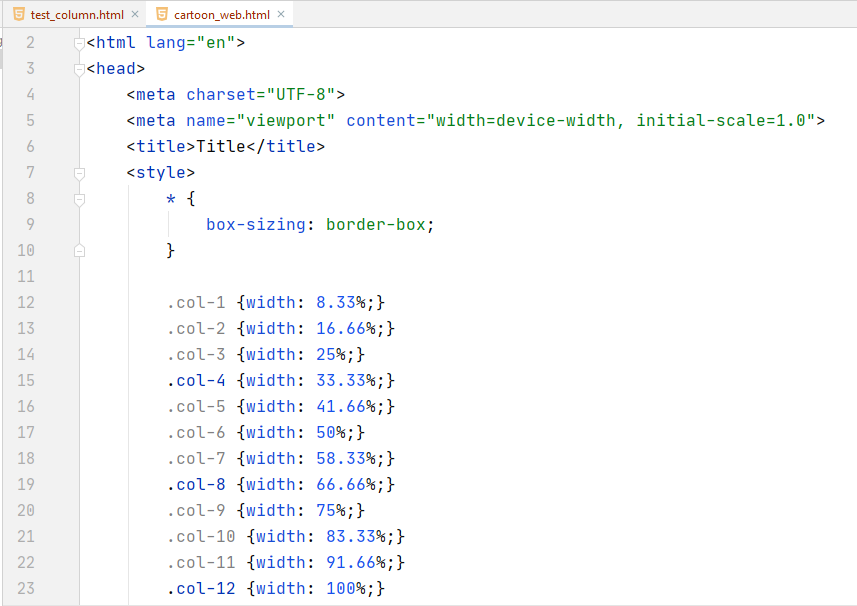 test_column.html × cartoon_web.html ×
2 <html lang="en">
3 <head>
4 <meta charset="UTF-8">
5 <meta name="viewport" content="width=device-width, initial-scale=1.0">
6 <title>Title</title>
7 <style>
8 * {
9 box-sizing: border-box;
10 }
11
12 .col-1 {width: 8.33%;}
13 .col-2 {width: 16.66%;}
14 .col-3 {width: 25%;}
15 .col-4 {width: 33.33%;}
16 .col-5 {width: 41.66%;}
17 .col-6 {width: 50%;}
18 .col-7 {width: 58.33%;}
19 .col-8 {width: 66.66%;}
20 .col-9 {width: 75%;}
21 .col-10 {width: 83.33%;}
22 .col-11 {width: 91.66%;}
23 .col-12 {width: 100%;}